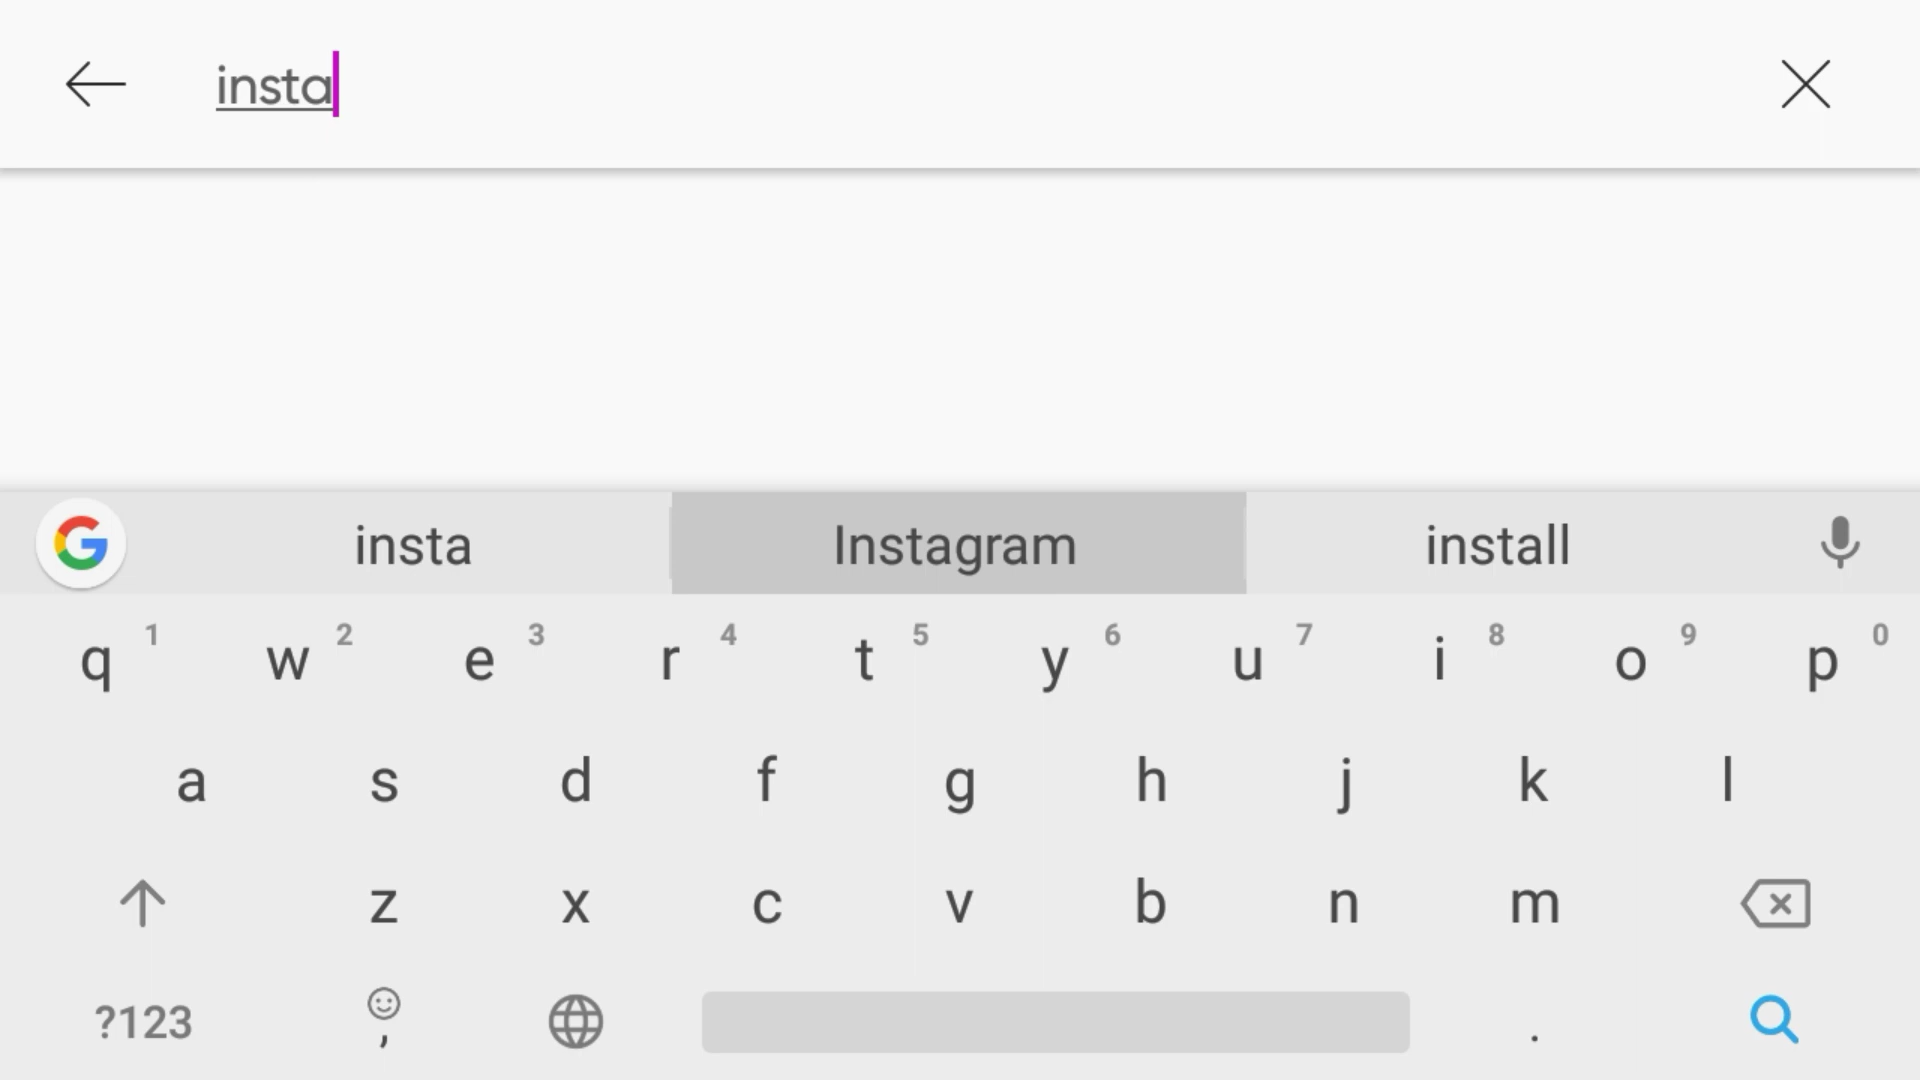 insta
insta Instagram install
q 1 w 2 e 3 r 4 t 5 y 6 u 7 i 8 o 9 p 0
a s d f g h j k l
z x c v b n m
?123 , .